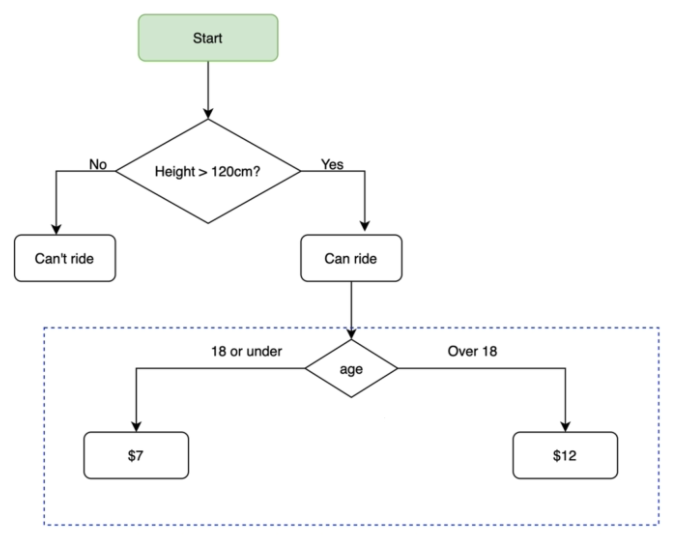 Start
Height > 120cm?
No
Yes
Can't ride
Can ride
18 or under
age
Over 18
$7
$12